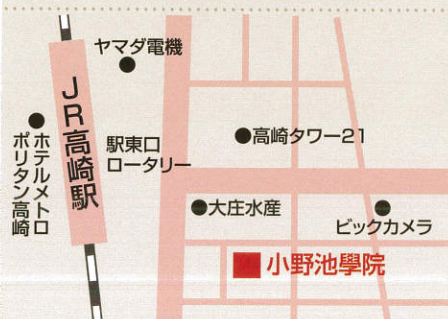 ヤマダ電機
JR高崎駅
ホテルメトロ
ポリタン高崎
駅東口
ロータリー
高崎タワー21
大庄水産
ビックカメラ
小野池學院